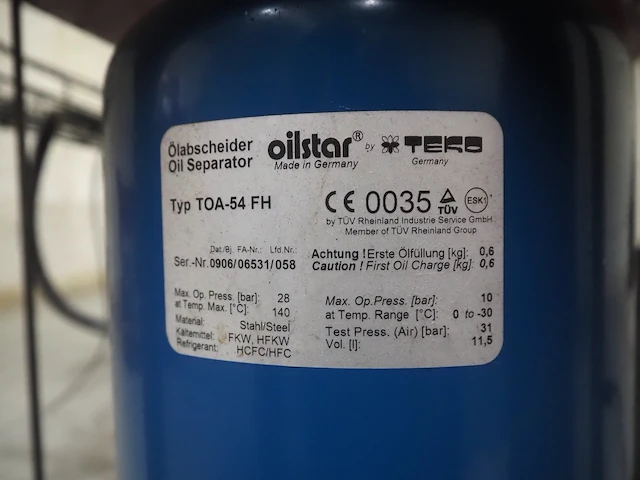 Ölabscheider oilstar® by TEKO
Oil Separator Made in Germany Germany
Typ TOA-54 FH CE 0035 TÜV ESK1
by TÜV Rheinland Industrie Service GmbH
Member of TÜV Rheinland Group
Dat./Bj. FA-Nr.: Lfd.Nr.:
Ser.-Nr. 0906/06531/058
Achtung ! Erste Ölfüllung [kg]: 0,6
Caution ! First Oil Charge [kg]: 0,6
Max. Op. Press. [bar]: 28
at Temp. Max. [°C]: 140
Material: Stahl/Steel
Kältemittel: FKW, HFKW
Refrigerant: HCFC/HFC
Max. Op.Press. [bar]: 10
at Temp. Range [°C]: 0 to -30
Test Press. (Air) [bar]: 31
Vol. [l]: 11,5